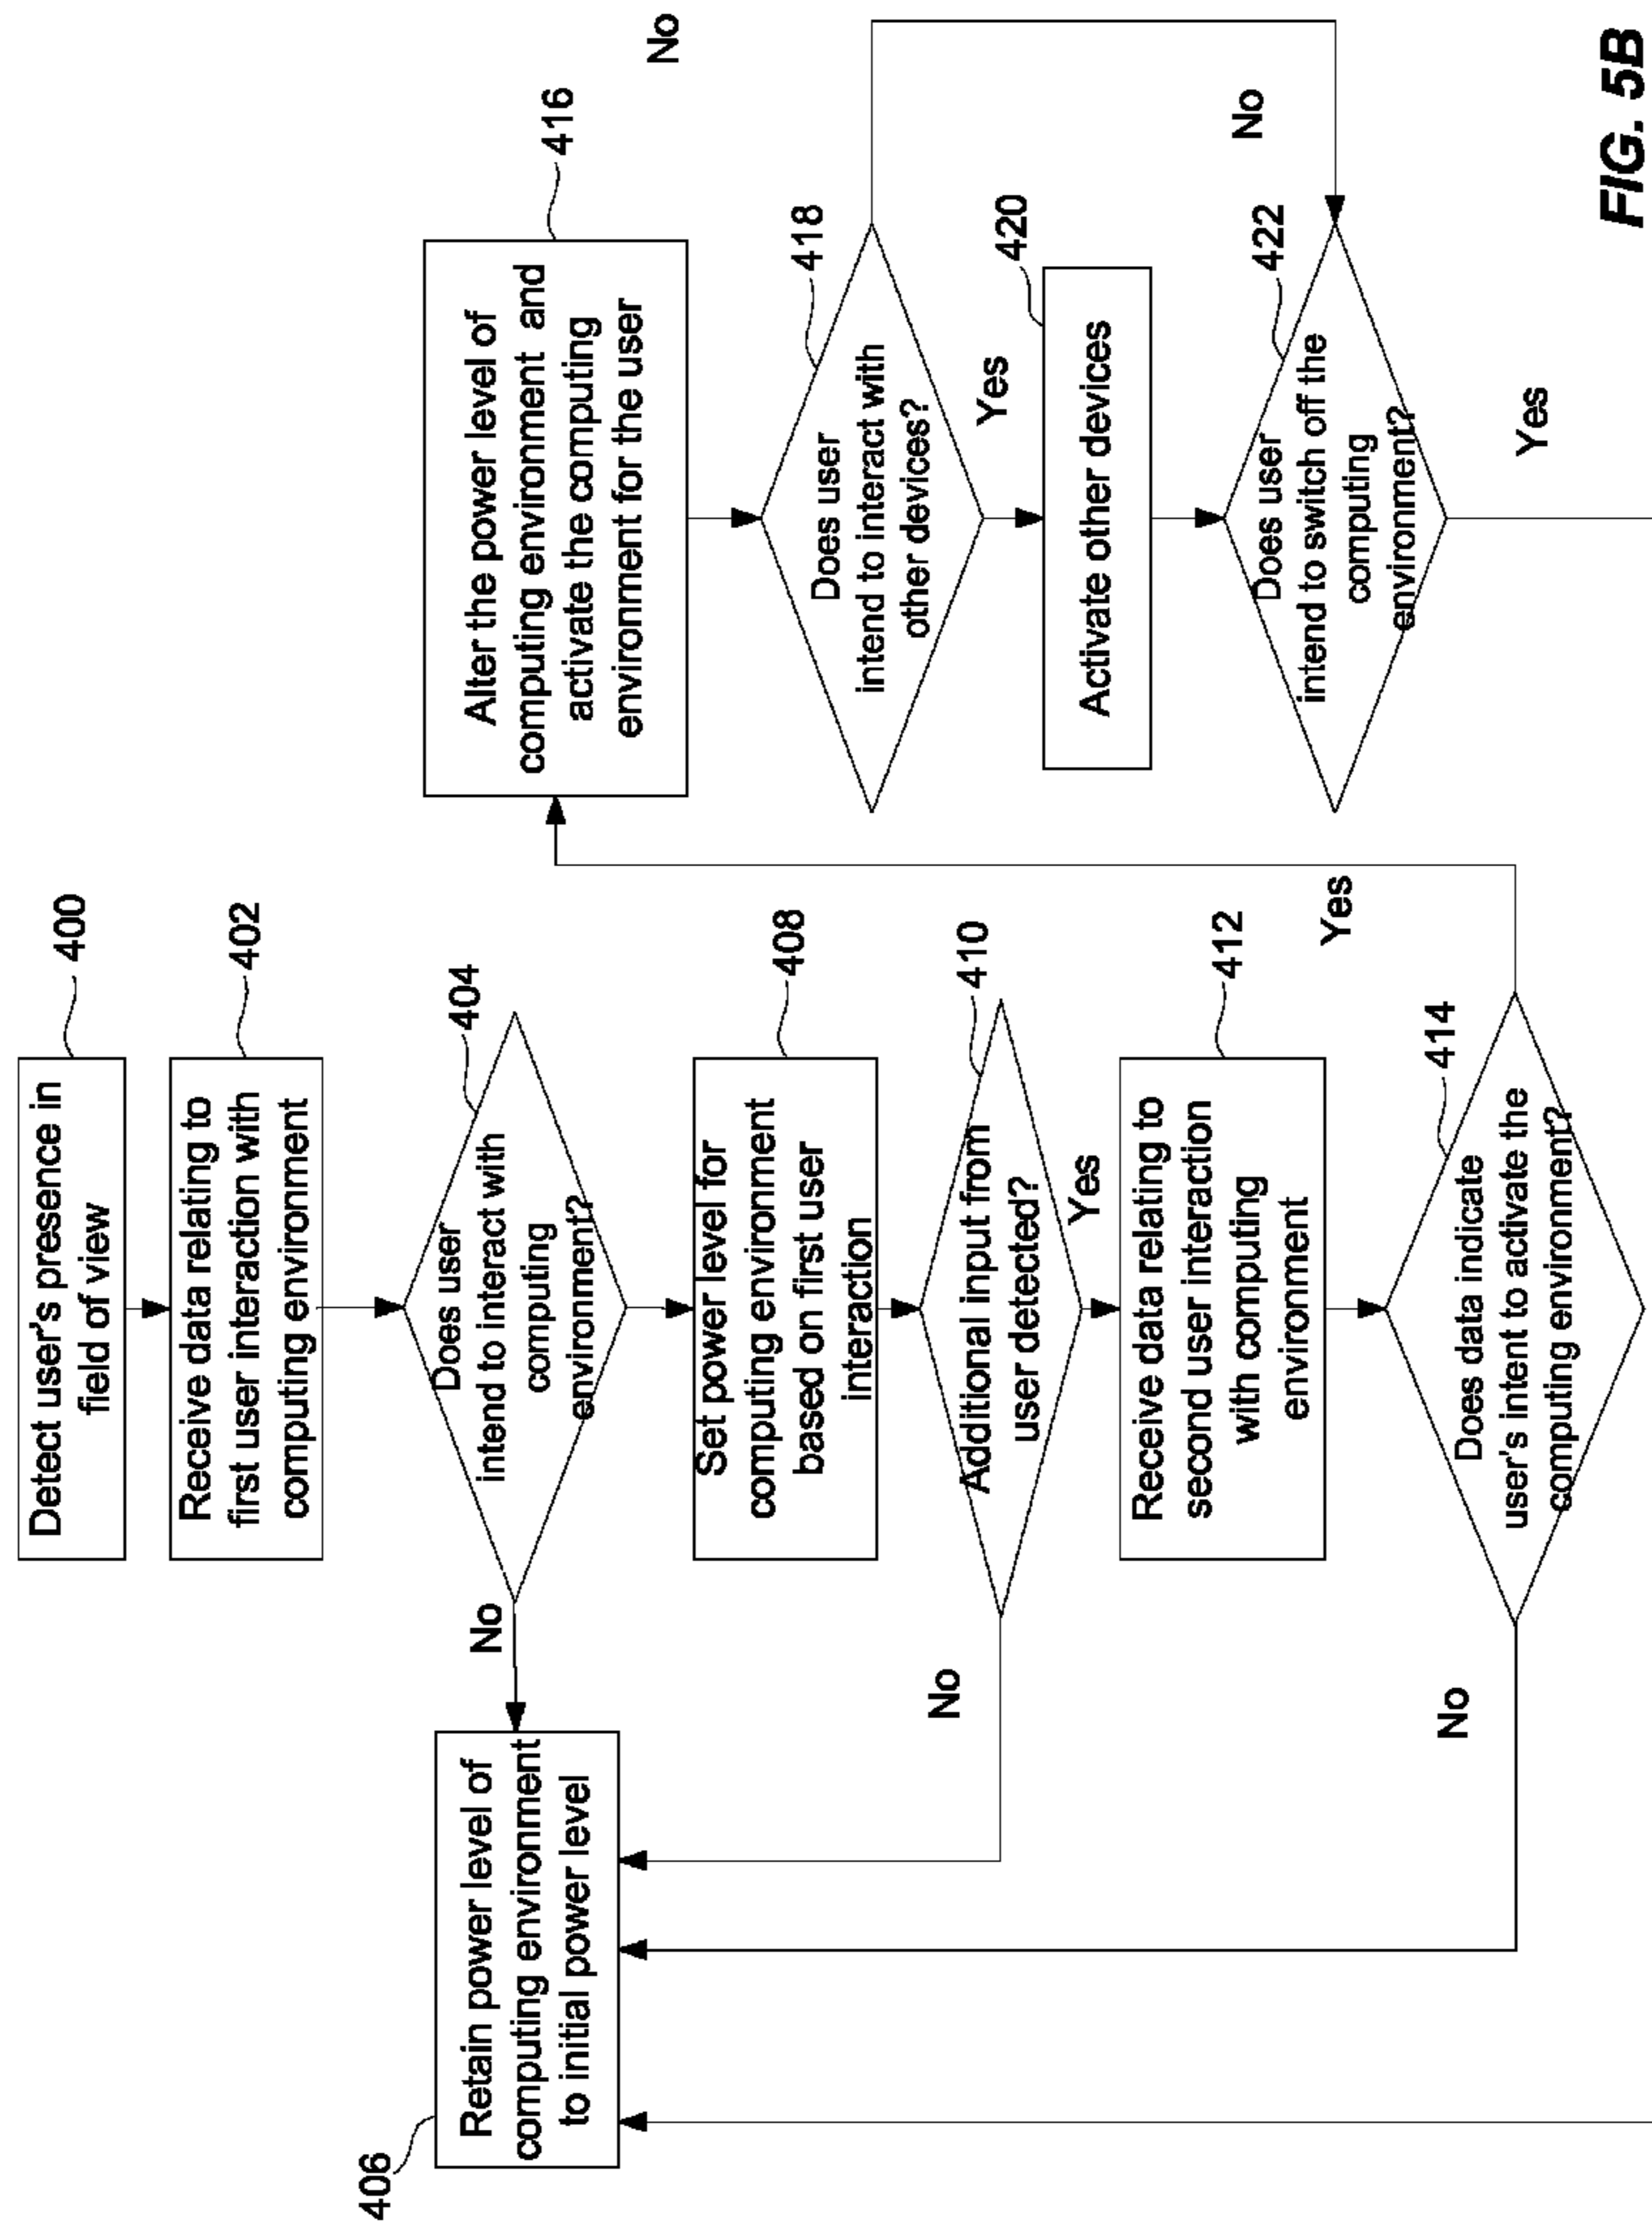 400
Detect user's presence in
field of view
402
Receive data relating to
first user interaction with
computing environment
404
Does user
intend to interact with
computing
environment?
No
406
Retain power level of
computing environment
to initial power level
408
Set power level for
computing environment
based on first user
interaction
410
Additional input from
user detected?
No
Yes
412
Receive data relating to
second user interaction
with computing
environment
414
Does data indicate
user's intent to activate the
computing environment?
No
Yes
416
Alter the power level of
computing environment and
activate the computing
environment for the user
418
Does user
intend to interact with
other devices?
No
Yes
420
Activate other devices
422
Does user
intend to switch off the
computing
environment?
No
Yes
FIG. 5B